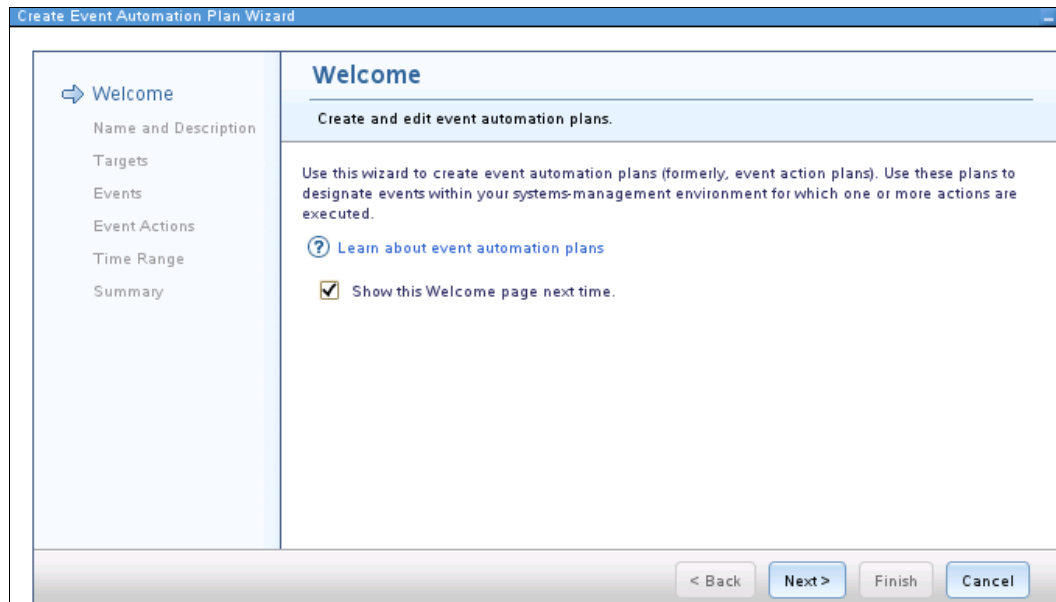 Create Event Automation Plan Wizard
Welcome
Name and Description
Targets
Events
Event Actions
Time Range
Summary
Welcome
Create and edit event automation plans.
Use this wizard to create event automation plans (formerly, event action plans). Use these plans to
designate events within your systems-management environment for which one or more actions are
executed.
? Learn about event automation plans
Show this Welcome page next time.
< Back Next > Finish Cancel